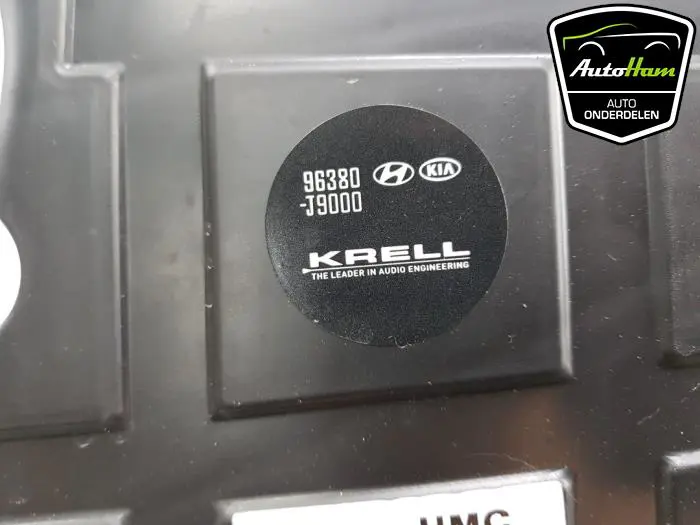 AutoHam
AUTO
ONDERDELEN
96380
-J9000
KIA
KRELL
THE LEADER IN AUDIO ENGINEERING